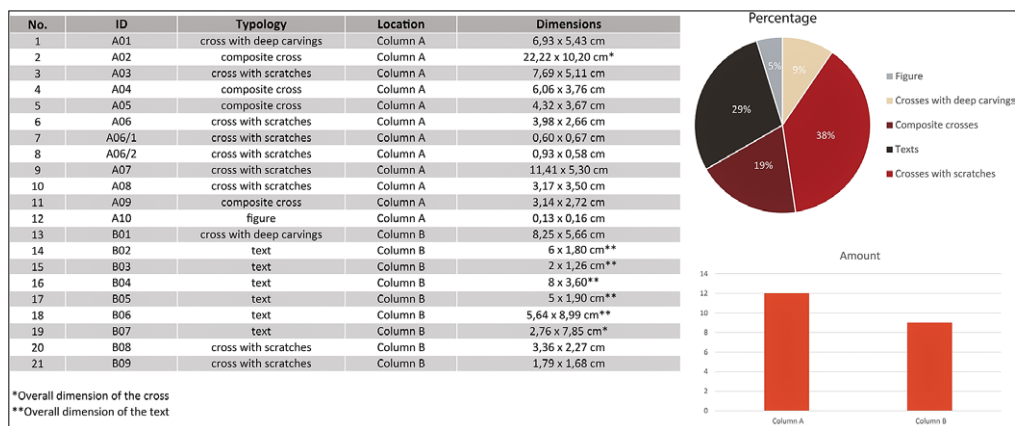 No. ID Typology Location Dimensions
1 A01 cross with deep carvings Column A 6,93 x 5,43 cm
2 A02 composite cross Column A 22,22 x 10,20 cm*
3 A03 cross with scratches Column A 7,69 x 5,11 cm
4 A04 composite cross Column A 6,06 x 3,76 cm
5 A05 composite cross Column A 4,32 x 3,67 cm
6 A06 cross with scratches Column A 3,98 x 2,66 cm
7 A06/1 cross with scratches Column A 0,60 x 0,67 cm
8 A06/2 cross with scratches Column A 0,93 x 0,58 cm
9 A07 cross with scratches Column A 11,41 x 5,30 cm
10 A08 cross with scratches Column A 3,17 x 3,50 cm
11 A09 composite cross Column A 3,14 x 2,72 cm
12 A10 figure Column A 0,13 x 0,16 cm
13 B01 cross with deep carvings Column B 8,25 x 5,66 cm
14 B02 text Column B 6 x 1,80 cm**
15 B03 text Column B 2 x 1,26 cm**
16 B04 text Column B 8 x 3,60**
17 B05 text Column B 5 x 1,90 cm**
18 B06 text Column B 5,64 x 8,99 cm**
19 B07 text Column B 2,76 x 7,85 cm*
20 B08 cross with scratches Column B 3,36 x 2,27 cm
21 B09 cross with scratches Column B 1,79 x 1,68 cm
*Overall dimension of the cross
**Overall dimension of the text
Percentage
5%
9%
29%
38%
19%
Figure
Crosses with deep carvings
Composite crosses
Texts
Crosses with scratches
Amount
14
12
10
8
6
4
2
0
Column A Column B